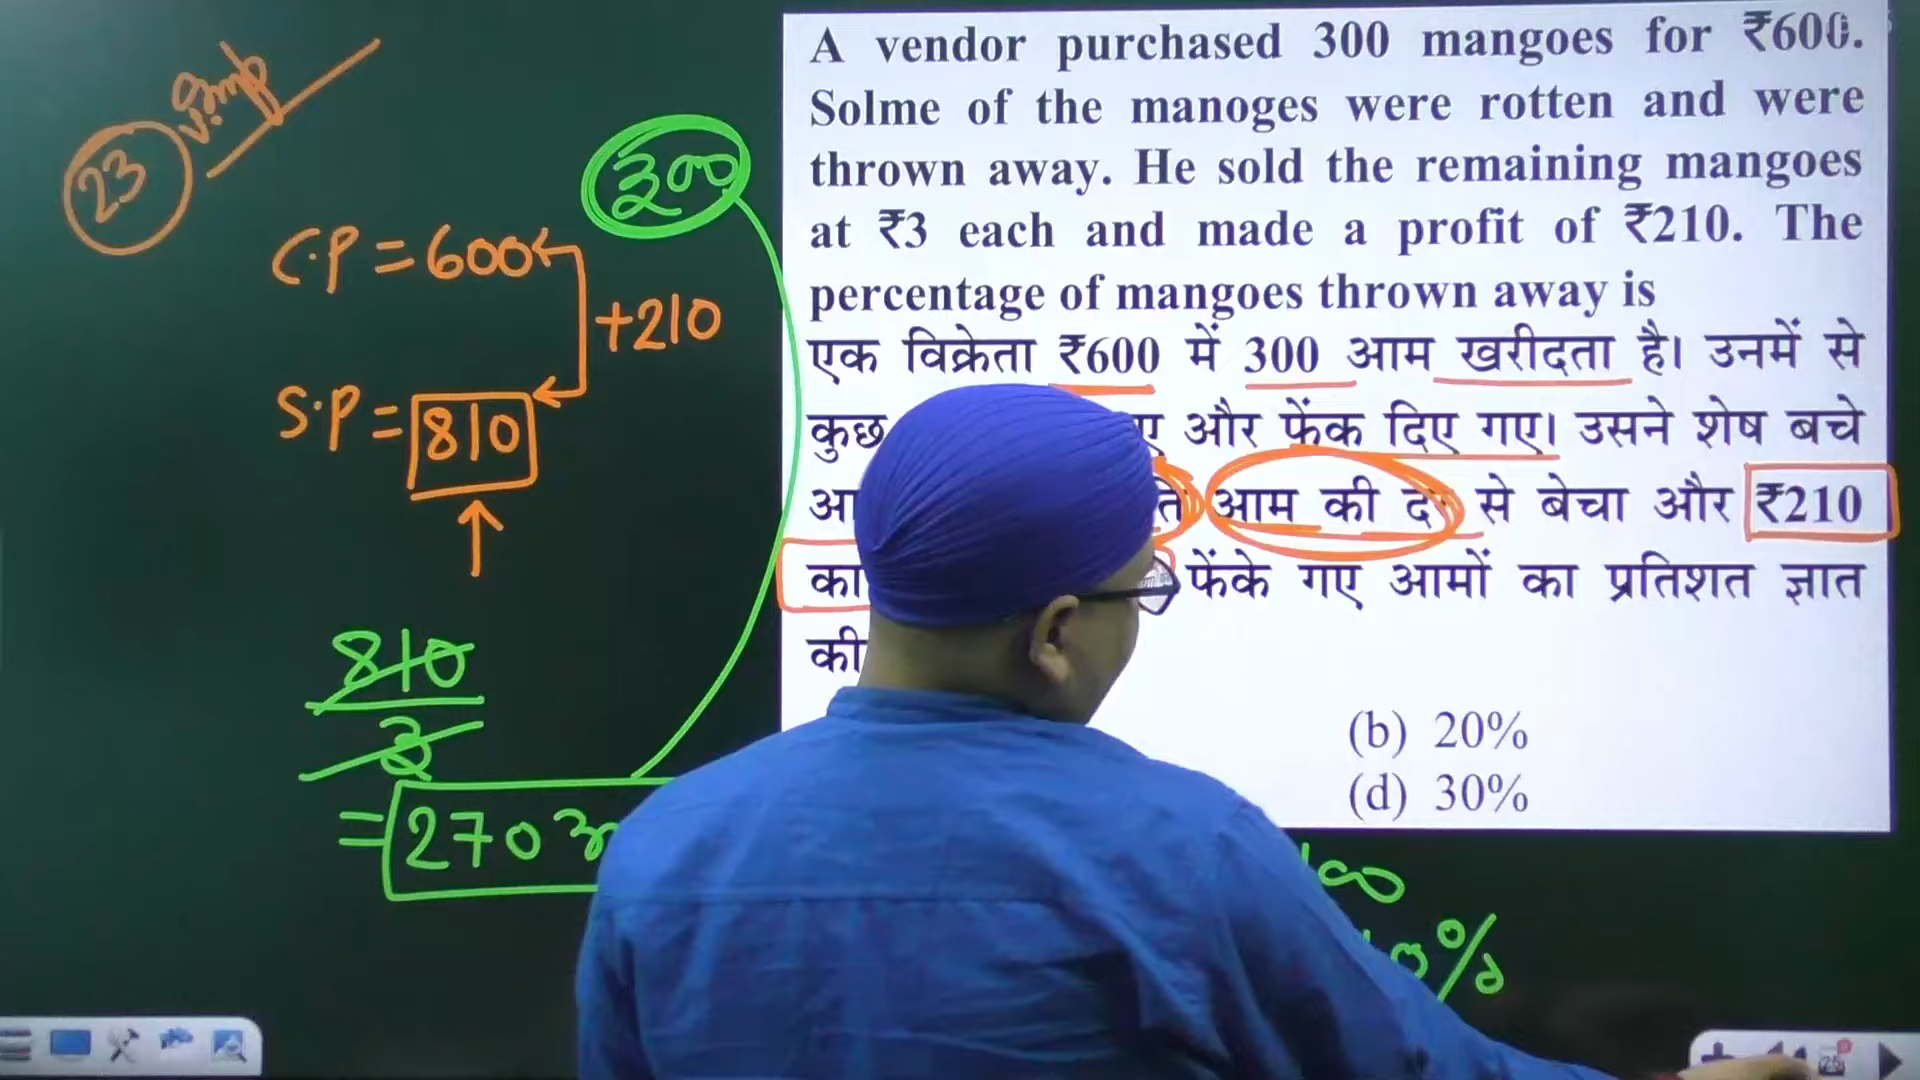 23
v.imp
C.P = 600
+210
S.P = 810
810
3
= 270
300
A vendor purchased 300 mangoes for ₹600.
Solme of the manoges were rotten and were
thrown away. He sold the remaining mangoes
at ₹3 each and made a profit of ₹210. The
percentage of mangoes thrown away is
एक विक्रेता ₹600 में 300 आम खरीदता है। उनमें से
कुछ और फेंक दिए गए। उसने शेष बचे
आम की से बेचा और ₹210
का फेंके गए आमों का प्रतिशत ज्ञात
(b) 20%
(d) 30%